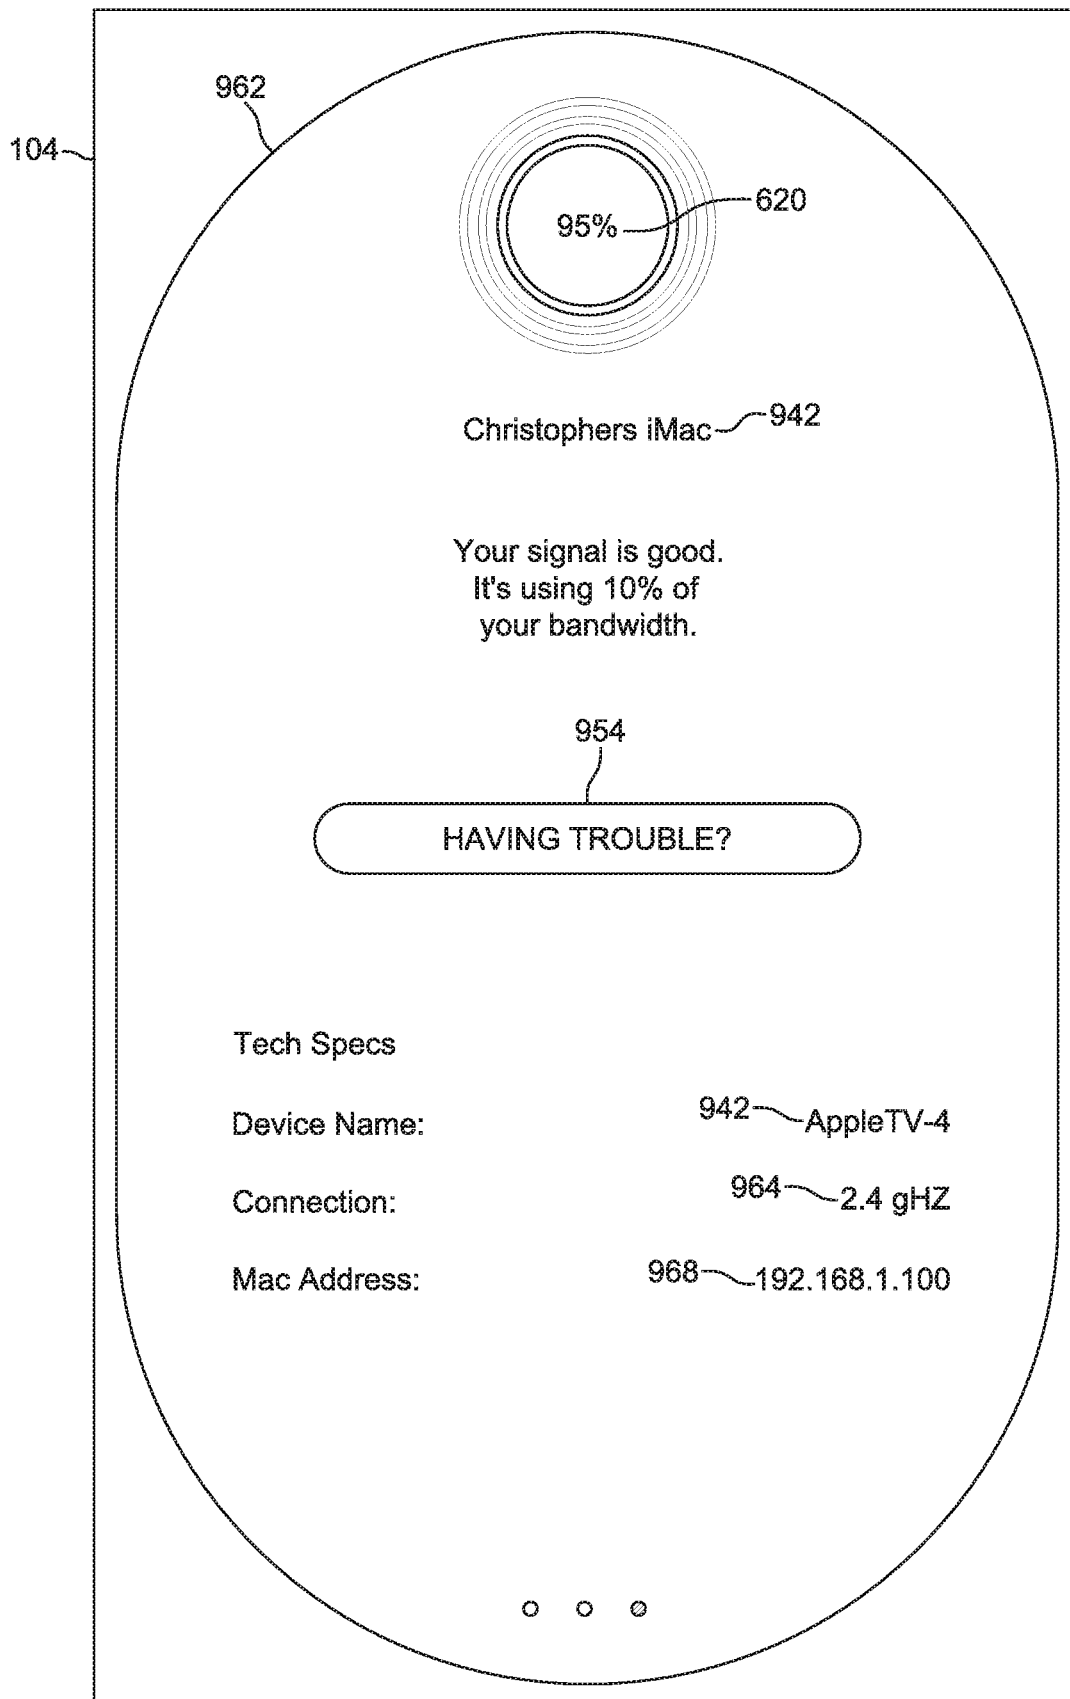 962
104
620
95%
Christophers iMac 942
Your signal is good.
It's using 10% of
your bandwidth.
954
HAVING TROUBLE?
Tech Specs
Device Name: 942 AppleTV-4
Connection: 964 2.4 gHZ
Mac Address: 968 192.168.1.100